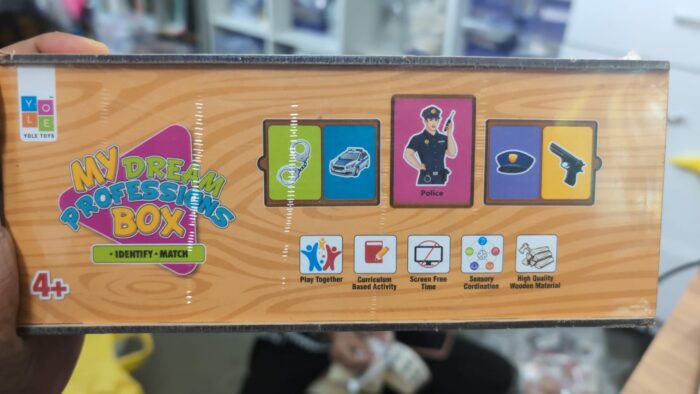 YOLE
YOLE TOYS
MY DREAM
PROFESSIONS
BOX
• IDENTIFY • MATCH •
4+
Police
Play Together
Curriculum
Based Activity
Screen Free
Time
Sensory
Cordination
High Quality
Wooden Material